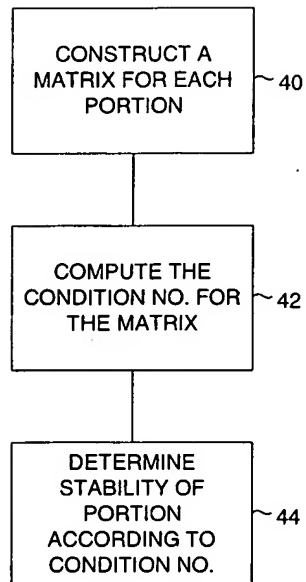 CONSTRUCT A
MATRIX FOR EACH
PORTION
40
COMPUTE THE
CONDITION NO. FOR
THE MATRIX
42
DETERMINE
STABILITY OF
PORTION
ACCORDING TO
CONDITION NO.
44